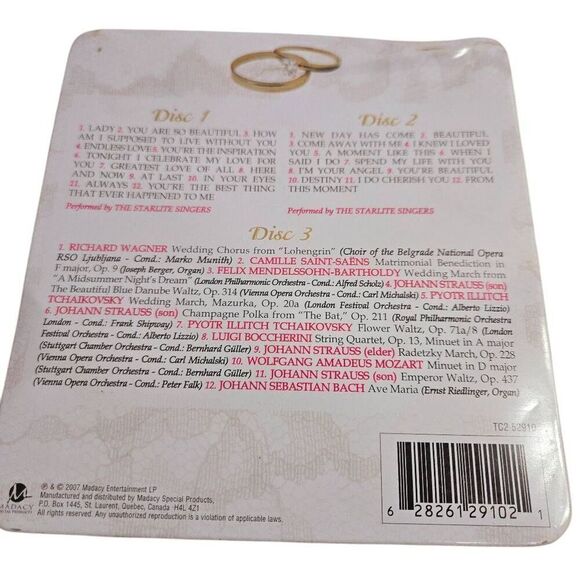 Disc 1
1. LADY 2. YOU ARE SO BEAUTIFUL 3. HOW
AM I SUPPOSED TO LIVE WITHOUT YOU
4. ENDLESS LOVE 5. YOU'RE THE INSPIRATION
6. TONIGHT I CELEBRATE MY LOVE FOR
YOU 7. GREATEST LOVE OF ALL 8. HERE
AND NOW 9. AT LAST 10. IN YOUR EYES
11. ALWAYS 12. YOU'RE THE BEST THING
THAT EVER HAPPENED TO ME
Performed by THE STARLITE SINGERS
Disc 2
1. NEW DAY HAS COME 2. BEAUTIFUL
3. COME AWAY WITH ME 4. I KNEW I LOVED
YOU 5. A MOMENT LIKE THIS 6. WHEN I
SAID I DO 7. SPEND MY LIFE WITH YOU
8. I'M YOUR ANGEL 9. YOU'RE BEAUTIFUL
10. DESTINY 11. I DO CHERISH YOU 12. FROM
THIS MOMENT
Performed by THE STARLITE SINGERS
Disc 3
1. RICHARD WAGNER Wedding Chorus from "Lohengrin" (Choir of the Belgrade National Opera
RSO Ljubljana - Cond.: Marko Munith) 2. CAMILLE SAINT-SAËNS Matrimonial Benediction in
F major, Op. 9 (Joseph Berger, Organ) 3. FELIX MENDELSSOHN-BARTHOLDY Wedding March from
"A Midsummer Night's Dream" (London Philharmonic Orchestra - Cond.: Alfred Scholz) 4. JOHANN STRAUSS (son)
The Beautiful Blue Danube Waltz, Op. 314 (Vienna Opera Orchestra - Cond.: Carl Michalski) 5. PYOTR ILLITCH
TCHAIKOVSKY Wedding March, Mazurka, Op. 20a (London Festival Orchestra - Cond.: Alberto Lizzio)
6. JOHANN STRAUSS (son) Champagne Polka from "The Bat," Op. 211 (Royal Philharmonic Orchestra
London - Cond.: Frank Shipway) 7. PYOTR ILLITCH TCHAIKOVSKY Flower Waltz, Op. 71a/8 (London
Festival Orchestra - Cond.: Alberto Lizzio) 8. LUIGI BOCCHERINI String Quartet, Op. 13, Minuet in A major
(Stuttgart Chamber Orchestra - Cond.: Bernhard Güller) 9. JOHANN STRAUSS (elder) Radetzky March, Op. 228
(Vienna Opera Orchestra - Cond.: Carl Michalski) 10. WOLFGANG AMADEUS MOZART Minuet in D major
(Stuttgart Chamber Orchestra - Cond.: Bernhard Güller) 11. JOHANN STRAUSS (son) Emperor Waltz, Op. 437
(Vienna Opera Orchestra - Cond.: Peter Falk) 12. JOHANN SEBASTIAN BACH Ave Maria (Ernst Riedlinger, Organ)
TC2 52910
MADACY
SPECIAL PRODUCTS
℗ & © 2007 Madacy Entertainment LP
Manufactured and distributed by Madacy Special Products,
P.O. Box 1445, St. Laurent, Quebec, Canada, H4L 4Z1
All rights reserved. Any unauthorized reproduction is a violation of applicable laws.
6 28261 29102 1